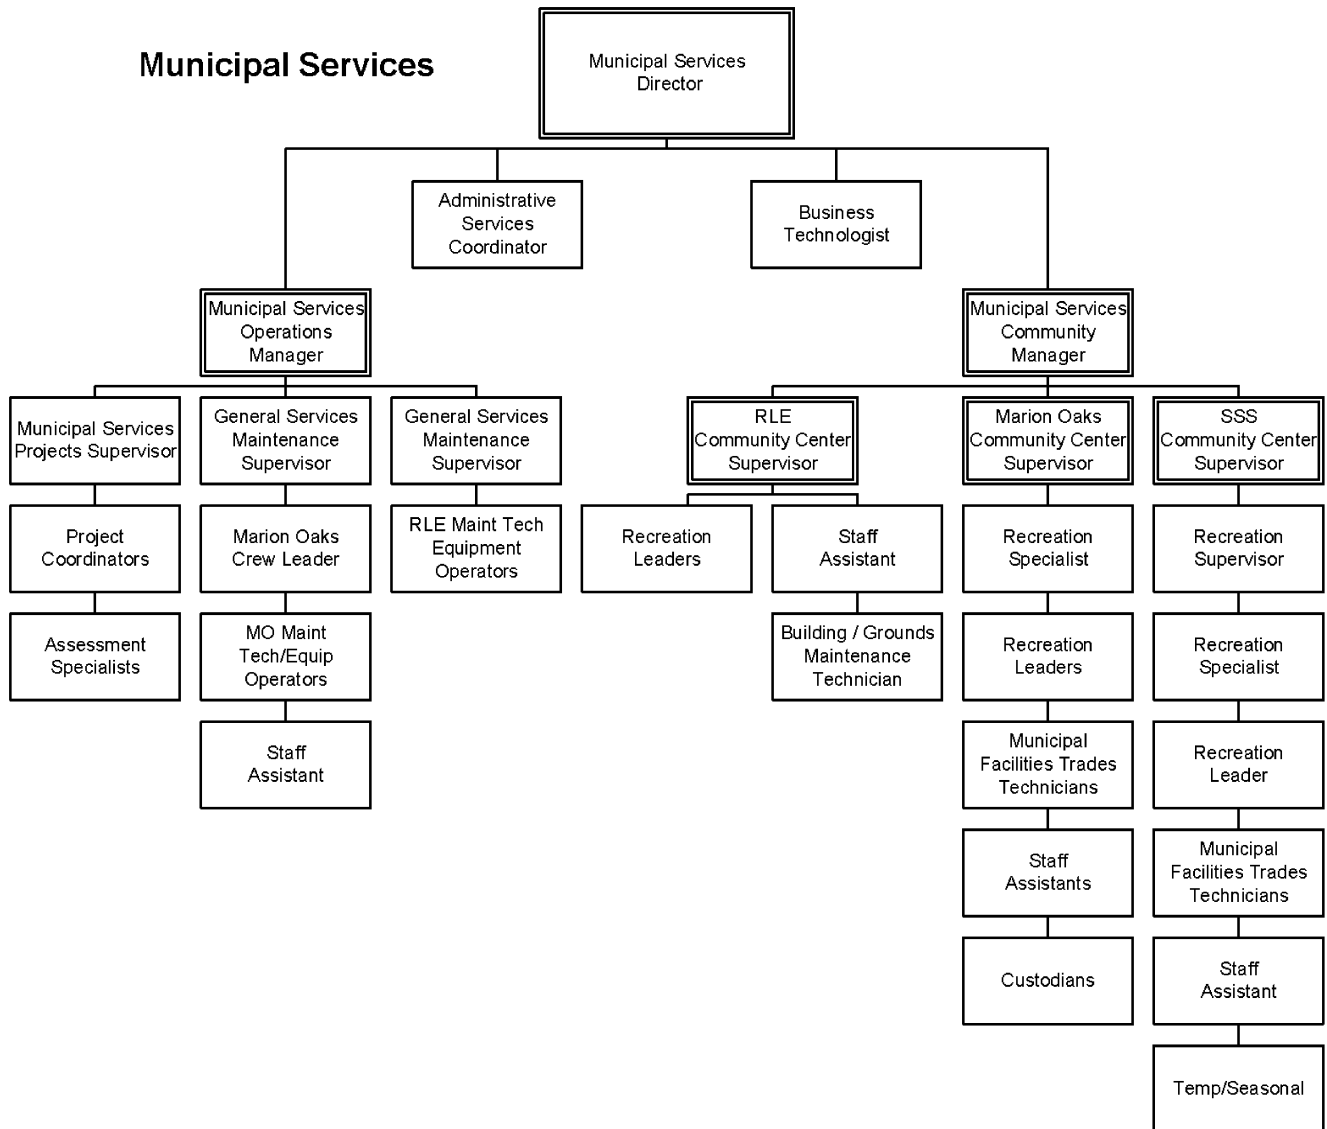 Municipal Services
Municipal Services
Director
Administrative
Services
Coordinator
Business
Technologist
Municipal Services
Operations
Manager
Municipal Services
Community
Manager
Municipal Services
Projects Supervisor
General Services
Maintenance
Supervisor
General Services
Maintenance
Supervisor
RLE
Community Center
Supervisor
Marion Oaks
Community Center
Supervisor
SSS
Community Center
Supervisor
Project
Coordinators
Marion Oaks
Crew Leader
RLE Maint Tech
Equipment
Operators
Recreation
Leaders
Staff
Assistant
Recreation
Specialist
Recreation
Supervisor
Assessment
Specialists
MO Maint
Tech/Equip
Operators
Building / Grounds
Maintenance
Technician
Recreation
Leaders
Recreation
Specialist
Staff
Assistant
Municipal
Facilities Trades
Technicians
Recreation
Leader
Staff
Assistants
Municipal
Facilities Trades
Technicians
Custodians
Staff
Assistant
Temp/Seasonal